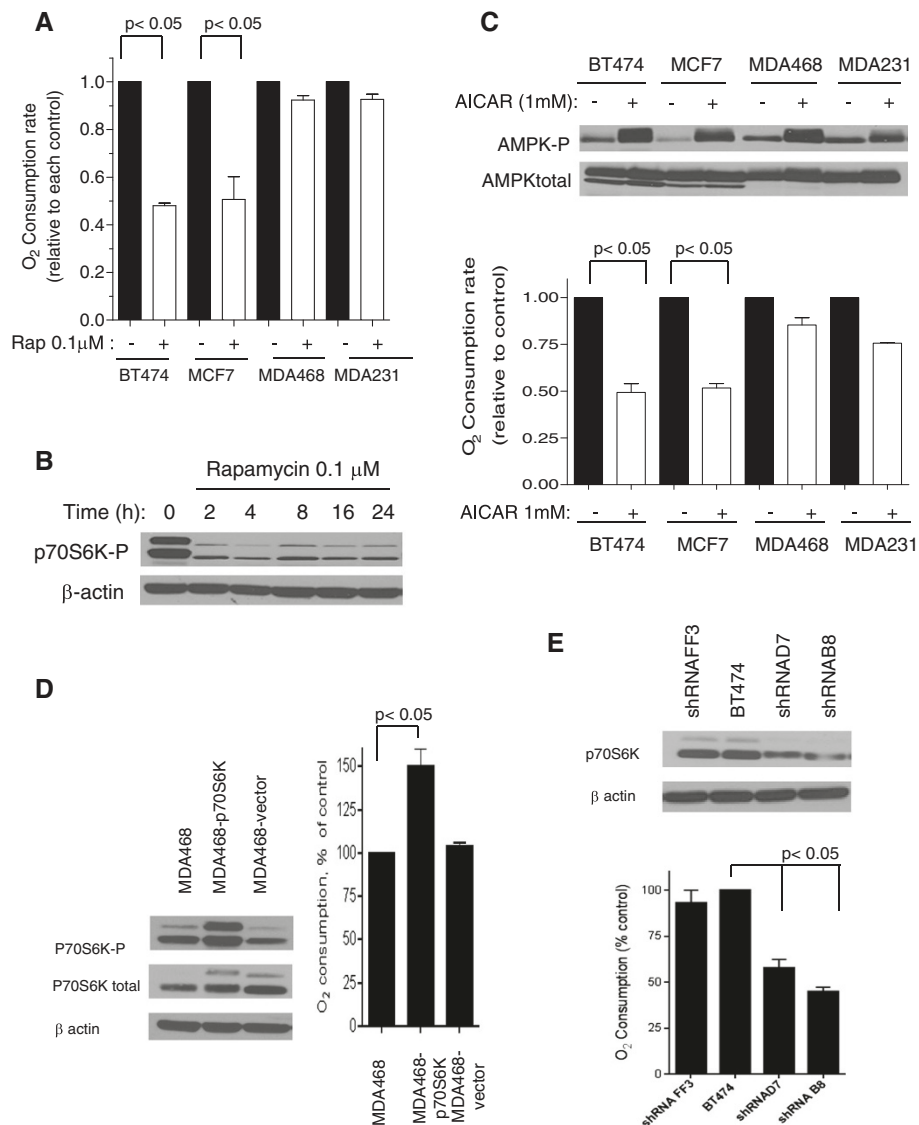 A
p< 0.05 p< 0.05
O2 Consumption rate
(relative to each control)
1.0
0.8
0.6
0.4
0.2
0.0
Rap 0.1μM : - + - + - + - +
BT474 MCF7 MDA468 MDA231
B
Rapamycin 0.1 μM
Time (h): 0 2 4 8 16 24
p70S6K-P
β-actin
C
BT474 MCF7 MDA468 MDA231
AICAR (1mM): - + - + - + - +
AMPK-P
AMPKtotal
p< 0.05 p< 0.05
O2 Consumption rate
(relative to control)
1.00
0.75
0.50
0.25
0.00
AICAR 1mM: - + - + - + - +
BT474 MCF7 MDA468 MDA231
D
MDA468
MDA468-p70S6K
MDA468-vector
P70S6K-P
P70S6K total
β actin
p< 0.05
O2 consumption, % of control
150
125
100
75
50
25
0
MDA468
MDA468-
p70S6K
MDA468-
vector
E
shRNAFF3
BT474
shRNAD7
shRNAB8
p70S6K
β actin
p< 0.05
O2 Consumption (% control)
100
75
50
25
0
shRNA FF3
BT474
shRNAD7
shRNA B8